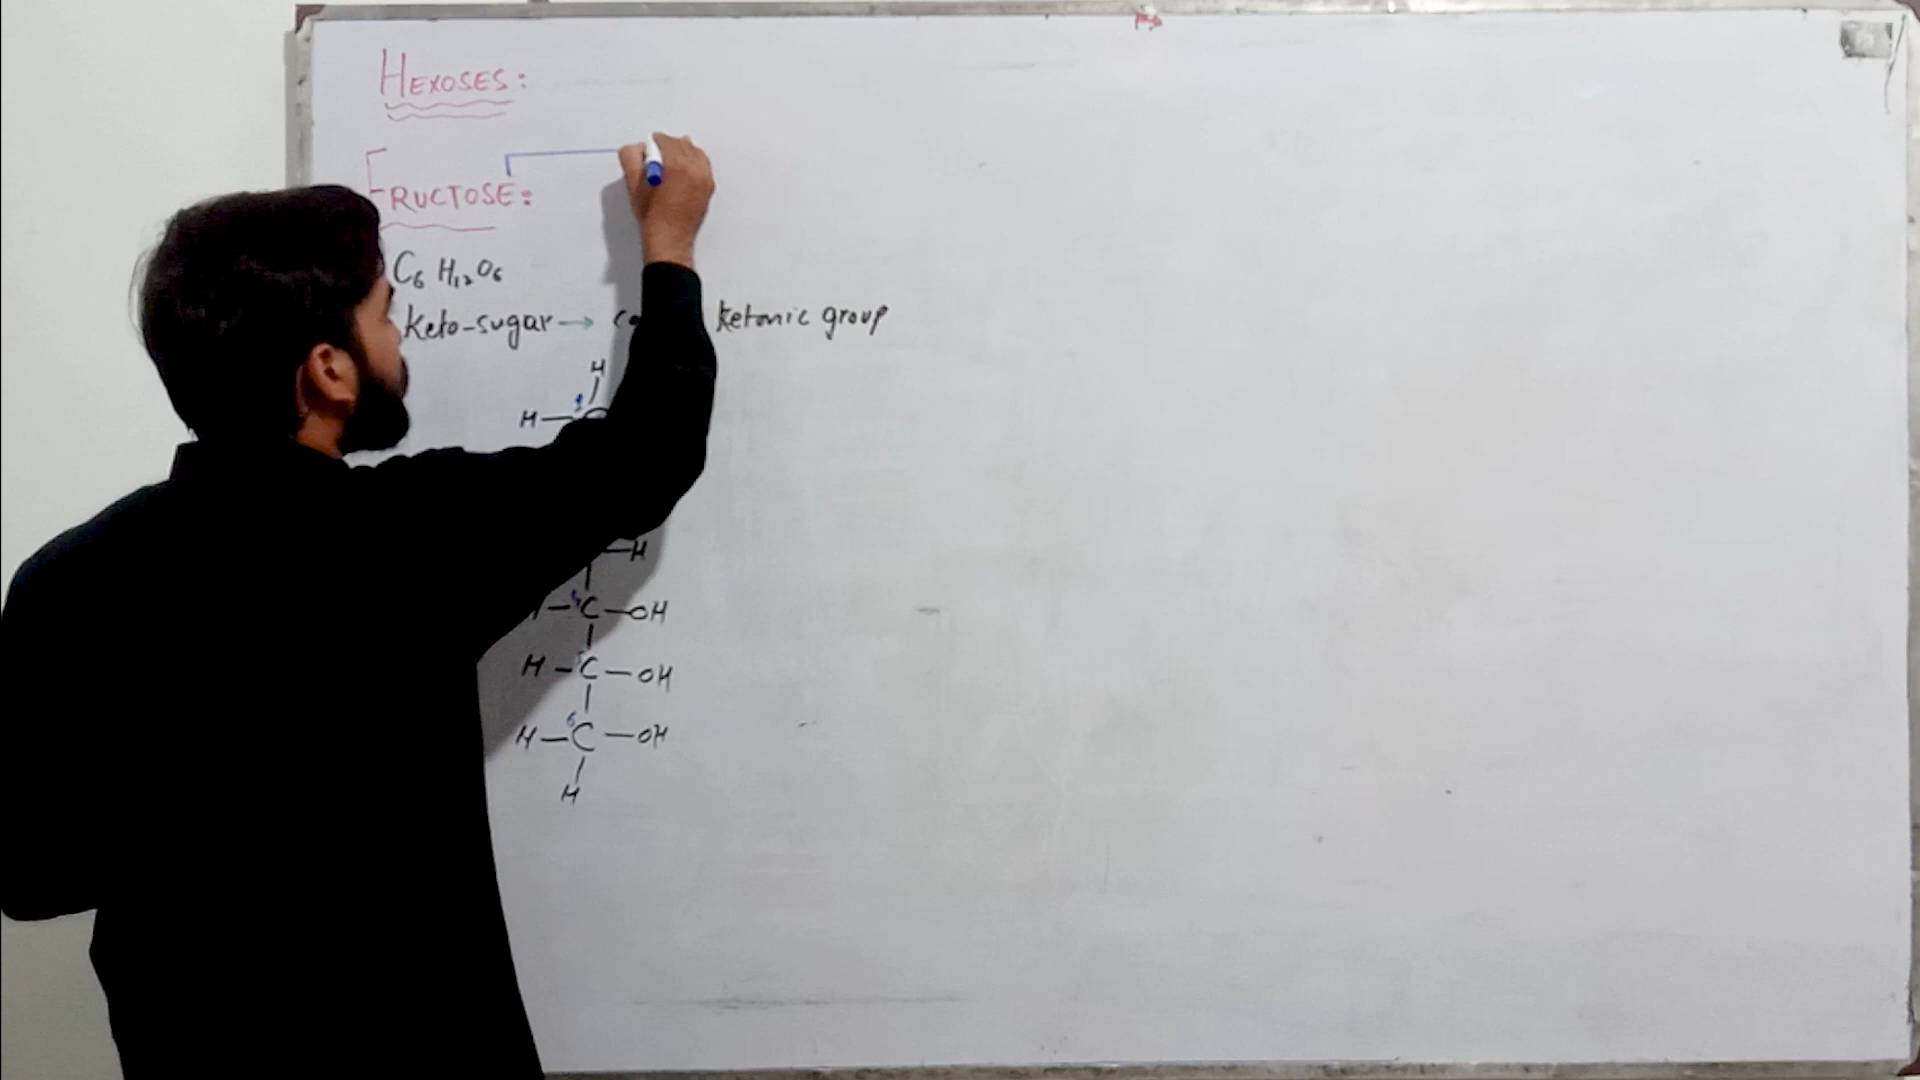 HEXOSES:
FRUCTOSE:
C6 H12 O6
Keto-sugar → ketonic group
H
1
H — C
— H
4
— C — OH
H — C — OH
6
H — C — OH
H